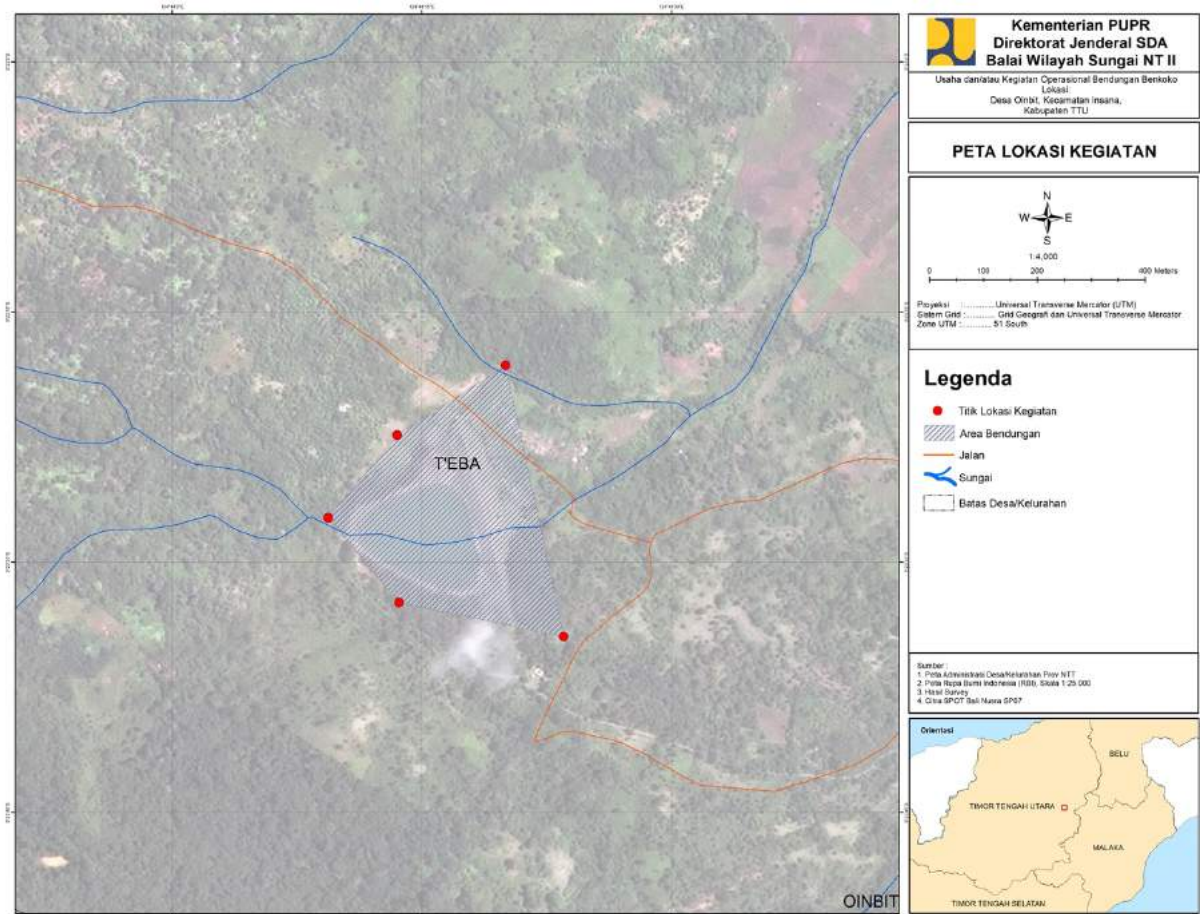 T'EBA
OINBIT
Kementerian PUPR
Direktorat Jenderal SDA
Balai Wilayah Sungai NT II
Usaha dan/atau Kegiatan Operasional Bendungan Benkoko
Lokasi:
Desa Oinbit, Kecamatan Insana,
Kabupaten TTU
PETA LOKASI KEGIATAN
N
W E
S
1:4,000
0 100 200 400 Meters
Proyeksi :.............Universal Transverse Mercator (UTM)
Sistem Grid :............ Grid Geografi dan Universal Transverse Mercator
Zone UTM :............ 51 South
Legenda
Titik Lokasi Kegiatan
Area Bendungan
Jalan
Sungai
Batas Desa/Kelurahan
Sumber :
1. Peta Administrasi Desa/Kelurahan Prov NTT
2. Peta Rupa Bumi Indonesia (RBI), Skala 1:25.000
3. Hasil Survey
4. Citra SPOT Bali Nusra SP67
Orientasi
BELU
TIMOR TENGAH UTARA
MALAKA
TIMOR TENGAH SELATAN